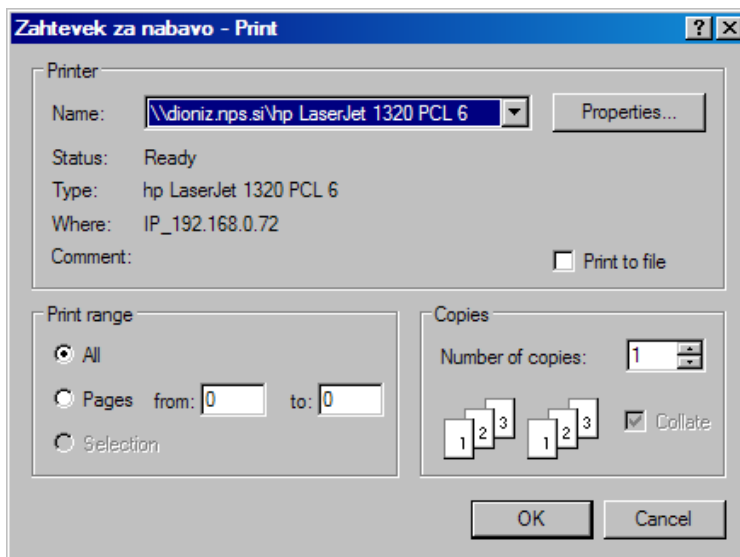 Zahtevek za nabavo - Print
Printer
Name: \\dioniz.nps.si\hp LaserJet 1320 PCL 6 Properties...
Status: Ready
Type: hp LaserJet 1320 PCL 6
Where: IP_192.168.0.72
Comment: Print to file
Print range
All
Pages from: 0 to: 0
Selection
Copies
Number of copies: 1
1 2 3 1 2 3 Collate
OK Cancel